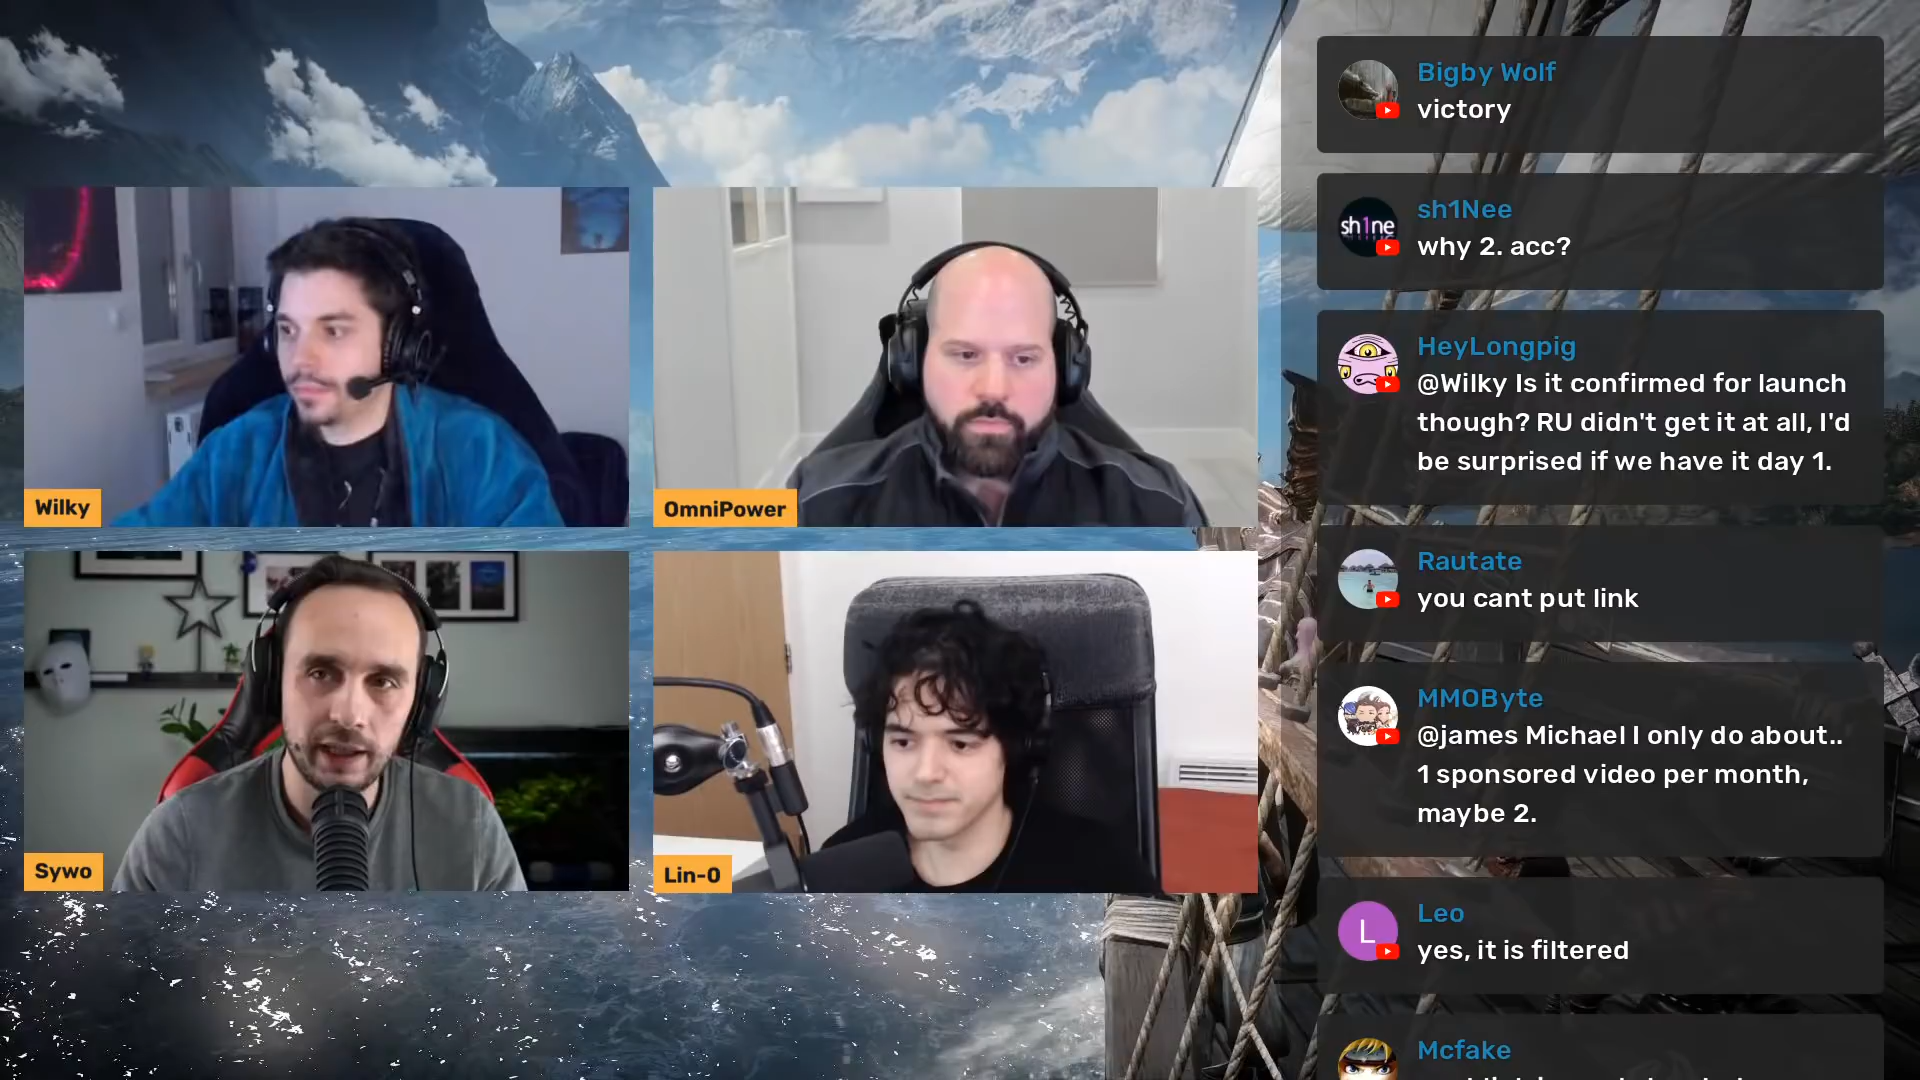 Wilky
OmniPower
Sywo
Lin-0
Bigby Wolf
victory
sh1ne
sh1Nee
why 2. acc?
HeyLongpig
@Wilky Is it confirmed for launch
though? RU didn't get it at all, I'd
be surprised if we have it day 1.
Rautate
you cant put link
MMOByte
@james Michael I only do about..
1 sponsored video per month,
maybe 2.
L
Leo
yes, it is filtered
Mcfake